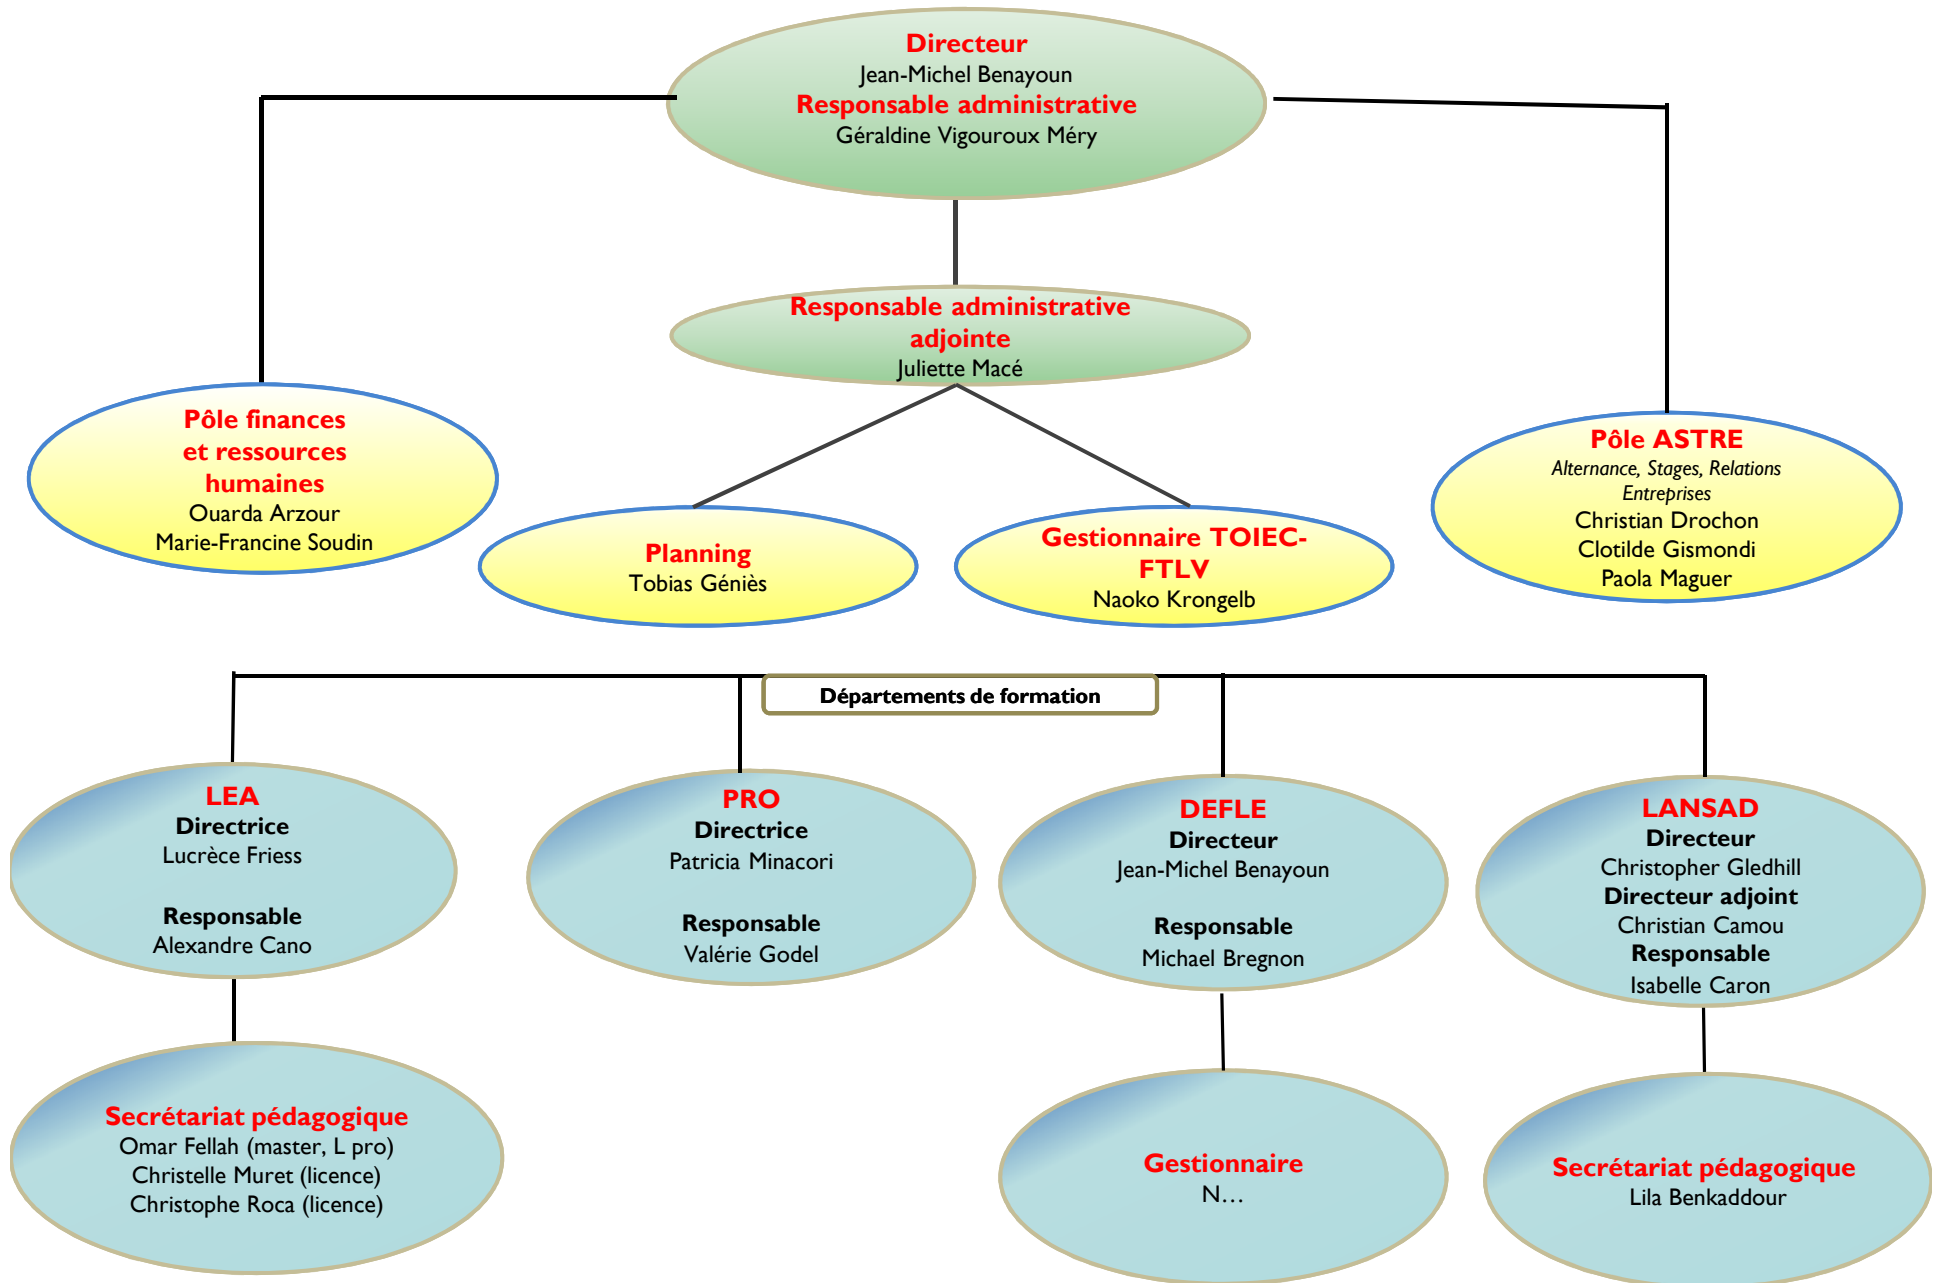 Directeur
Jean-Michel Benayoun
Responsable administrative
Géraldine Vigouroux Méry
Responsable administrative
adjointe
Juliette Macé
Pôle finances
et ressources
humaines
Ouarda Arzour
Marie-Francine Soudin
Planning
Tobias Géniès
Gestionnaire TOIEC-
FTLV
Naoko Krongelb
Pôle ASTRE
Alternance, Stages, Relations
Entreprises
Christian Drochon
Clotilde Gismondi
Paola Maguer
Départements de formation
LEA
Directrice
Lucrèce Friess
Responsable
Alexandre Cano
PRO
Directrice
Patricia Minacori
Responsable
Valérie Godel
DEFLE
Directeur
Jean-Michel Benayoun
Responsable
Michael Bregnon
LANSAD
Directeur
Christopher Gledhill
Directeur adjoint
Christian Camou
Responsable
Isabelle Caron
Secrétariat pédagogique
Omar Fellah (master, L pro)
Christelle Muret (licence)
Christophe Roca (licence)
Gestionnaire
N…
Secrétariat pédagogique
Lila Benkaddour